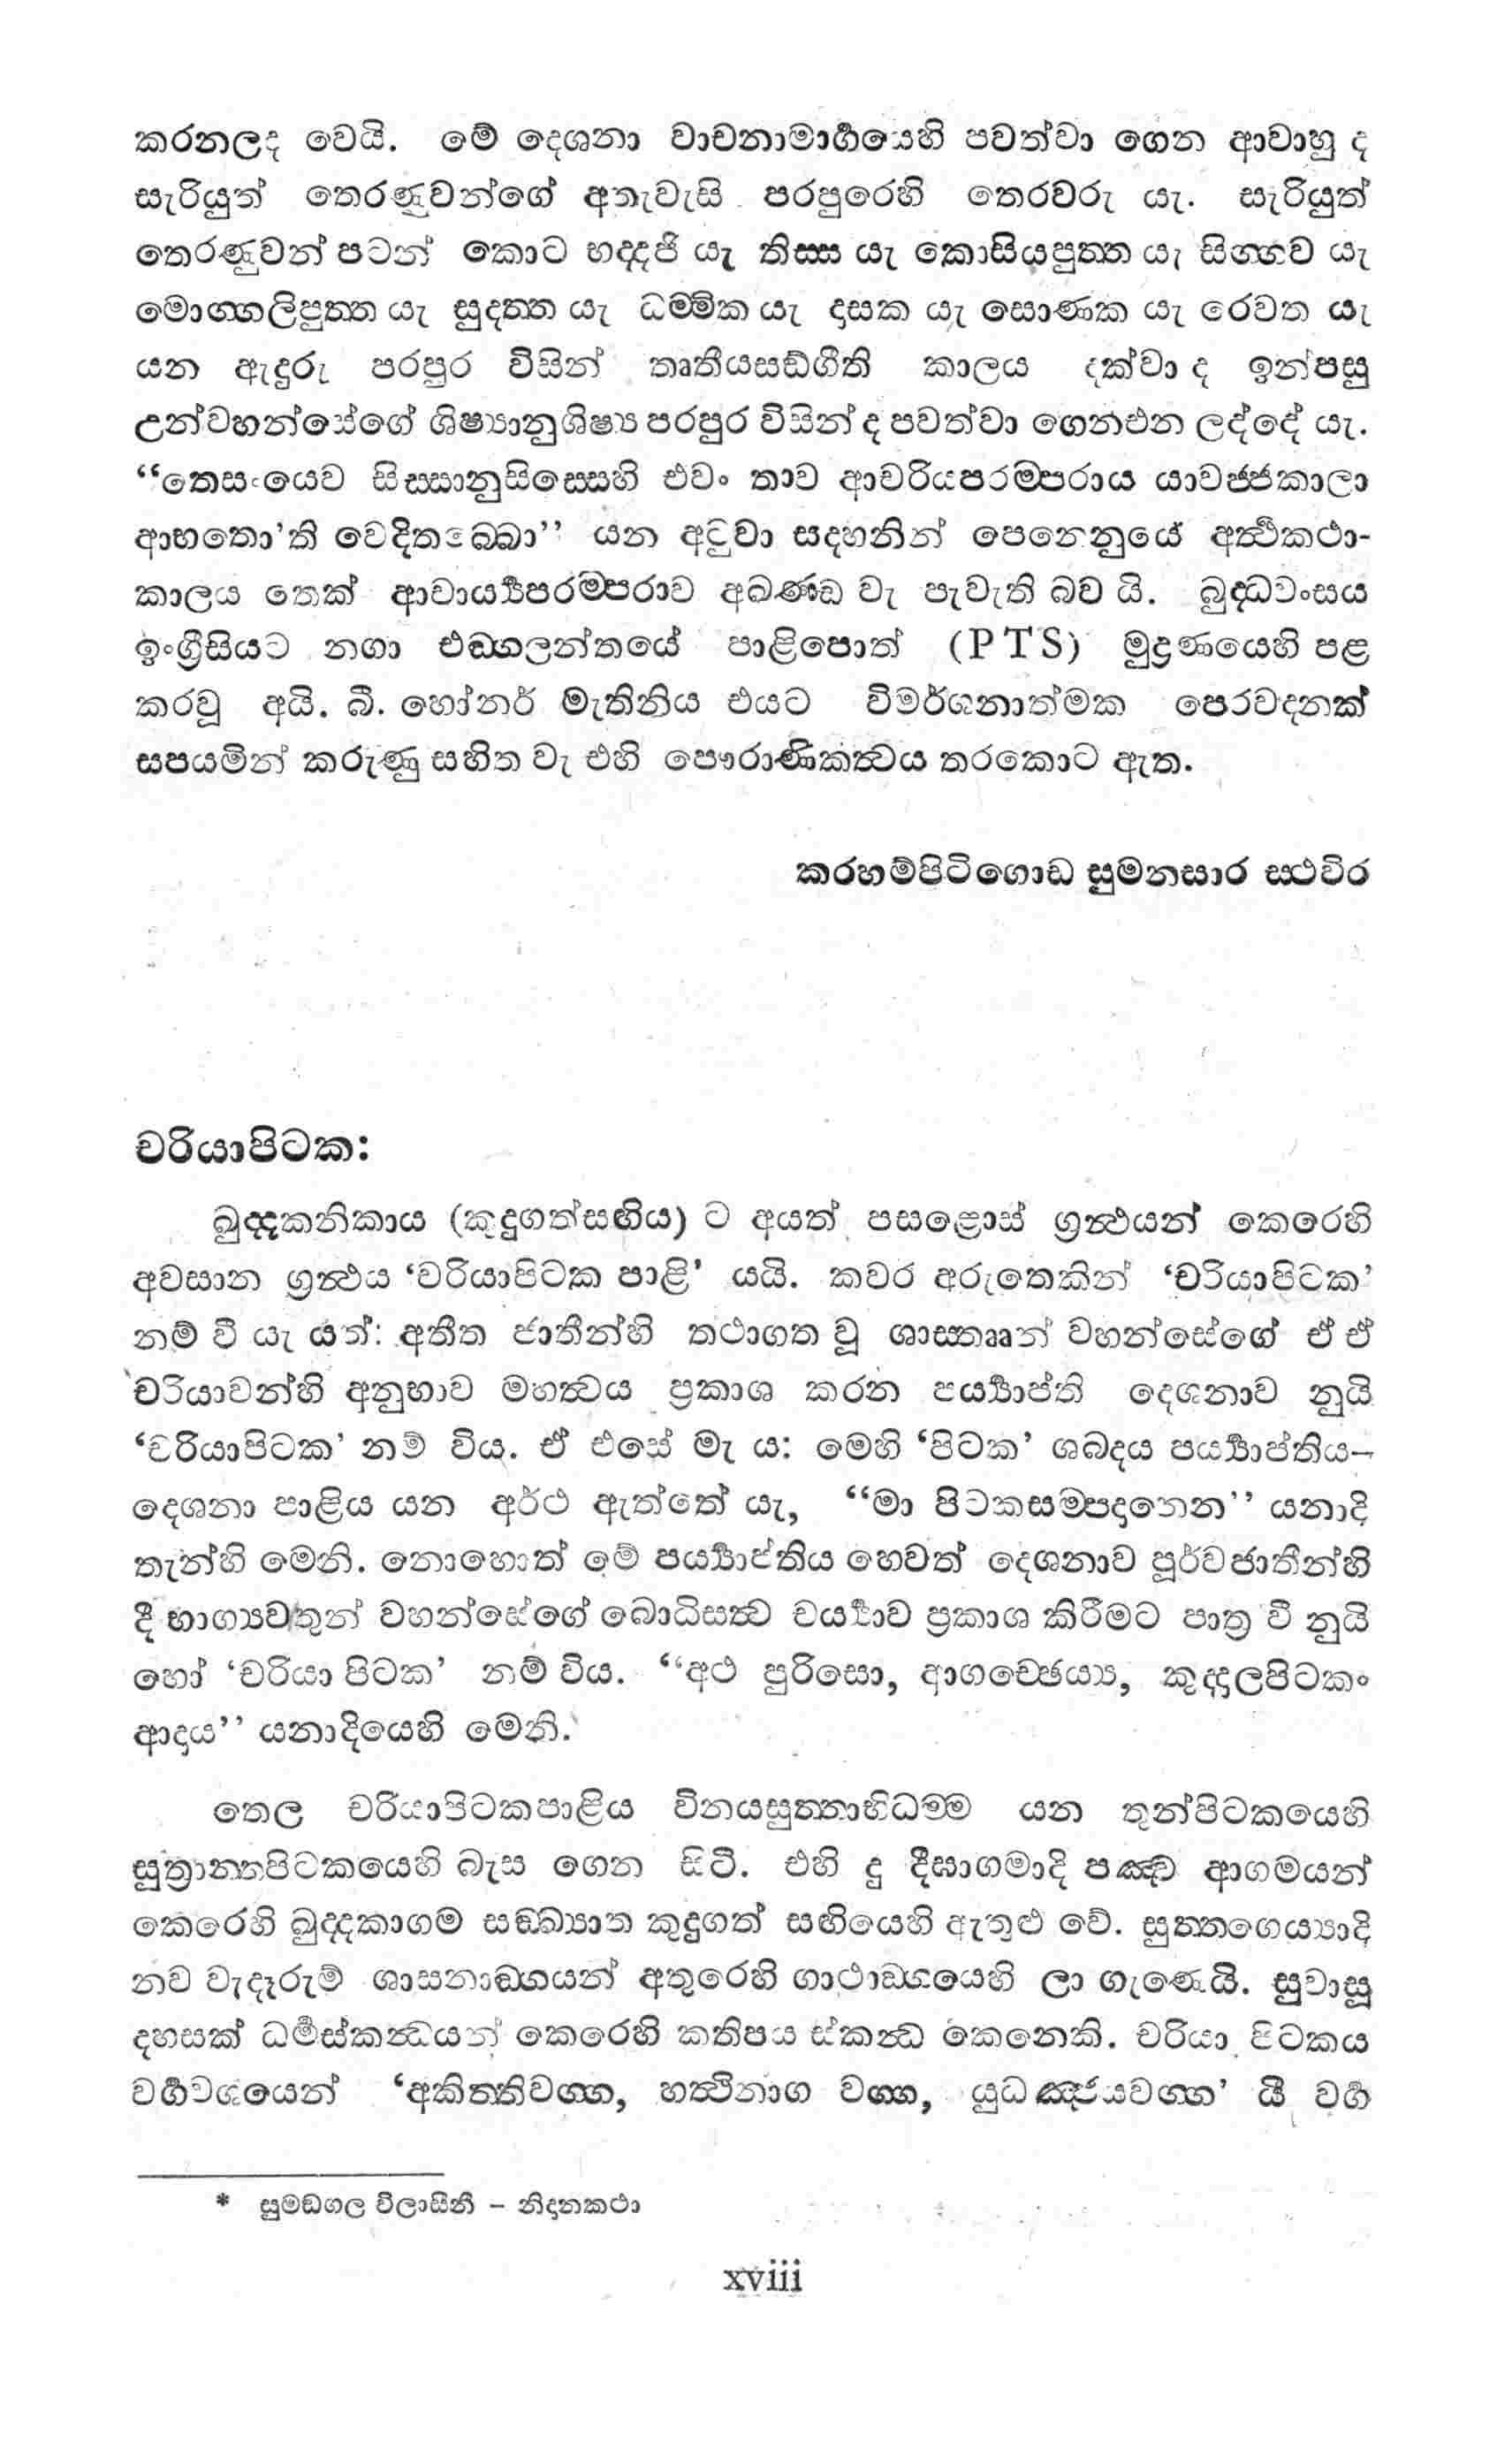 කරනලද වෙයි. මේ දෙශනා වාචනාමාර්ගයෙහි පවත්වා ගෙන ආවාහු ද
සැරියුත් තෙරණුවන්ගේ අතැවැසි පරපුරෙහි තෙරවරු යැ. සැරියුත්
තෙරණුවන් පටන් කොට භද්දජි යැ තිස්ස යැ කොසියපුත්ත යැ සිග්ගව යැ
මොග්ගලිපුත්ත යැ සුදත්ත යැ ධම්මික යැ දාසක යැ සොණක යැ රෙවත යැ
යන ඇදුරු පරපුර විසින් තෘතීයසඞ්ගීති කාලය දක්වා ද ඉන්පසු
උන්වහන්සේගේ ශිෂ්‍යානුශිෂ්‍ය පරපුර විසින් ද පවත්වා ගෙනඑන ලද්දේ යැ.
“තෙසංයෙව සිස්සානුසිස්සෙහි එවං තාව ආචරියපරම්පරාය යාවජ්ජකාලා
ආභතො’ති වෙදිතබ්බා” යන අටුවා සඳහනින් පෙනෙනුයේ අර්ත්‍ථකථා-
කාලය තෙක් ආචාර්‍ය්‍යපරම්පරාව අඛණ්ඩ වැ පැවැති බව යි. බුද්ධවංසය
ඉංග්‍රීසියට නගා එඞ්ගලන්තයේ පාළිපොත් (PTS) මුද්‍රණයෙහි පළ
කරවූ අයි. බී. හෝනර් මැතිනිය එයට විමර්ශනාත්මක පෙරවදනක්
සපයමින් කරුණු සහිත වැ එහි පෞරාණිකත්‍වය තරකොට ඇත.
කරහම්පිටිගොඩ සුමනසාර ස්ථවිර
චරියාපිටක:
ඛුද්දකනිකාය (කුදුගත්සඟිය) ට අයත් පසළොස් ග්‍රන්‍ථයන් කෙරෙහි
අවසාන ග්‍රන්‍ථය ‘චරියාපිටක පාළි’ යයි. කවර අරුතෙකින් ‘චරියාපිටක’
නම් වී යැ යත්: අතීත ජාතීන්හි තථාගත වූ ශාස්තෲන් වහන්සේගේ ඒ ඒ
චරියාවන්හි අනුභාව මහත්‍වය ප්‍රකාශ කරන පර්‍ය්‍යාප්ති දෙශනාව නුයි
‘චරියාපිටක’ නම් විය. ඒ එසේ මැ ය: මෙහි ‘පිටක’ ශබ්දය පර්‍ය්‍යාප්තිය–
දෙශනා පාළිය යන අර්ථ ඇත්තේ යැ, “මා පිටකසම්පදානෙන” යනාදි
තැන්හි මෙනි. නොහොත් මේ පර්‍ය්‍යාප්තිය හෙවත් දෙශනාව පූර්වජාතීන්හි
දී භාග්‍යවතුන් වහන්සේගේ බොධිසත්‍ව චර්‍ය්‍යාව ප්‍රකාශ කිරීමට පාත්‍ර වී නුයි
හෝ ‘චරියා පිටක’ නම් විය. “අථ පුරිසො, ආගච්ඡෙය්‍ය, කුද්දාලපිටකං
ආදාය” යනාදියෙහි මෙනි.
තෙල චරියාපිටකපාළිය විනයසුත්තාභිධම්ම යන තුන්පිටකයෙහි
සූත්‍රාන්තපිටකයෙහි බැස ගෙන සිටී. එහි දු දීඝාගමාදි පඤ්ච ආගමයන්
කෙරෙහි ඛුද්දකාගම සඞ්ඛ්‍යාත කුදුගත් සඟියෙහි ඇතුළු වේ. සුත්තගෙය්‍යාදි
නව වැදෑරුම් ශාසනාඞ්ගයන් අතුරෙහි ගාථාඞ්ගයෙහි ලා ගැණෙයි. සුවාසූ
දහසක් ධර්මස්කන්‍ධයන් කෙරෙහි කතිපය ස්කන්‍ධ කෙනෙකි. චරියා පිටකය
වර්ගවශයෙන් ‘අකිත්තිවග්ග, හත්‍ථිනාග වග්ග, යුධඤ්ජයවග්ග’ යී වර්ග
* සුමඞ්ගල විලාසිනී – නිදානකථා
xviii